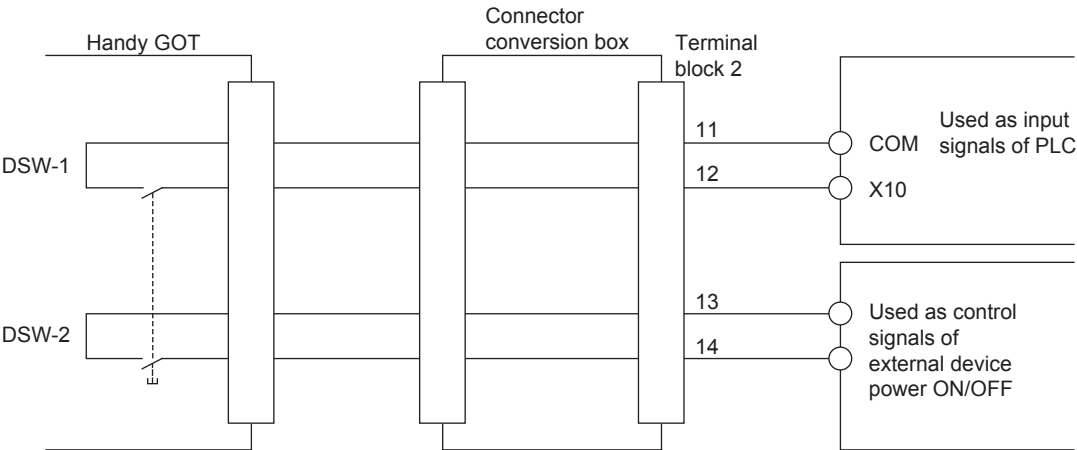 Handy GOT
Connector
conversion box
Terminal
block 2
DSW-1
11
12
COM
X10
Used as input
signals of PLC
DSW-2
13
14
Used as control
signals of
external device
power ON/OFF